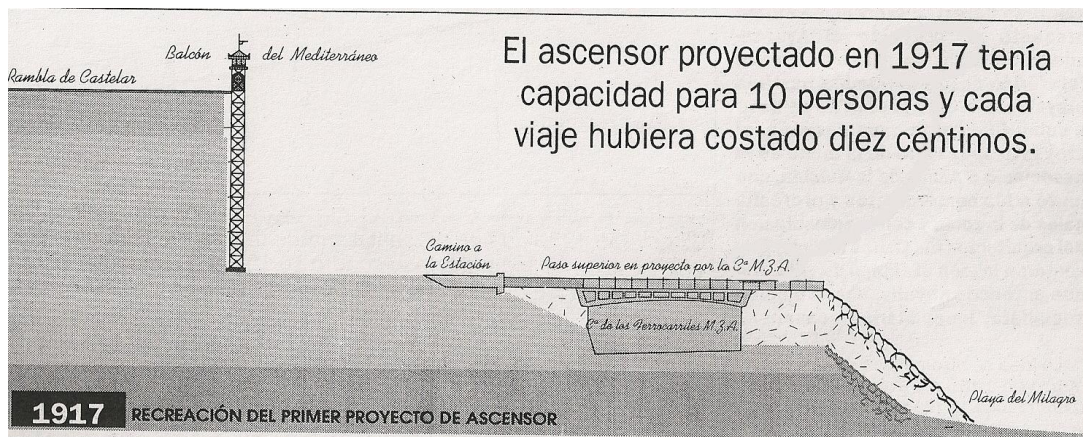 El ascensor proyectado en 1917 tenía
capacidad para 10 personas y cada
viaje hubiera costado diez céntimos.
Balcón del Mediterráneo
Rambla de Castelar
Camino a
la Estación
Paso superior en proyecto por la Cª M.Z.A.
Cª de los Ferrocarriles M.Z.A.
Playa del Milagro
1917 RECREACIÓN DEL PRIMER PROYECTO DE ASCENSOR